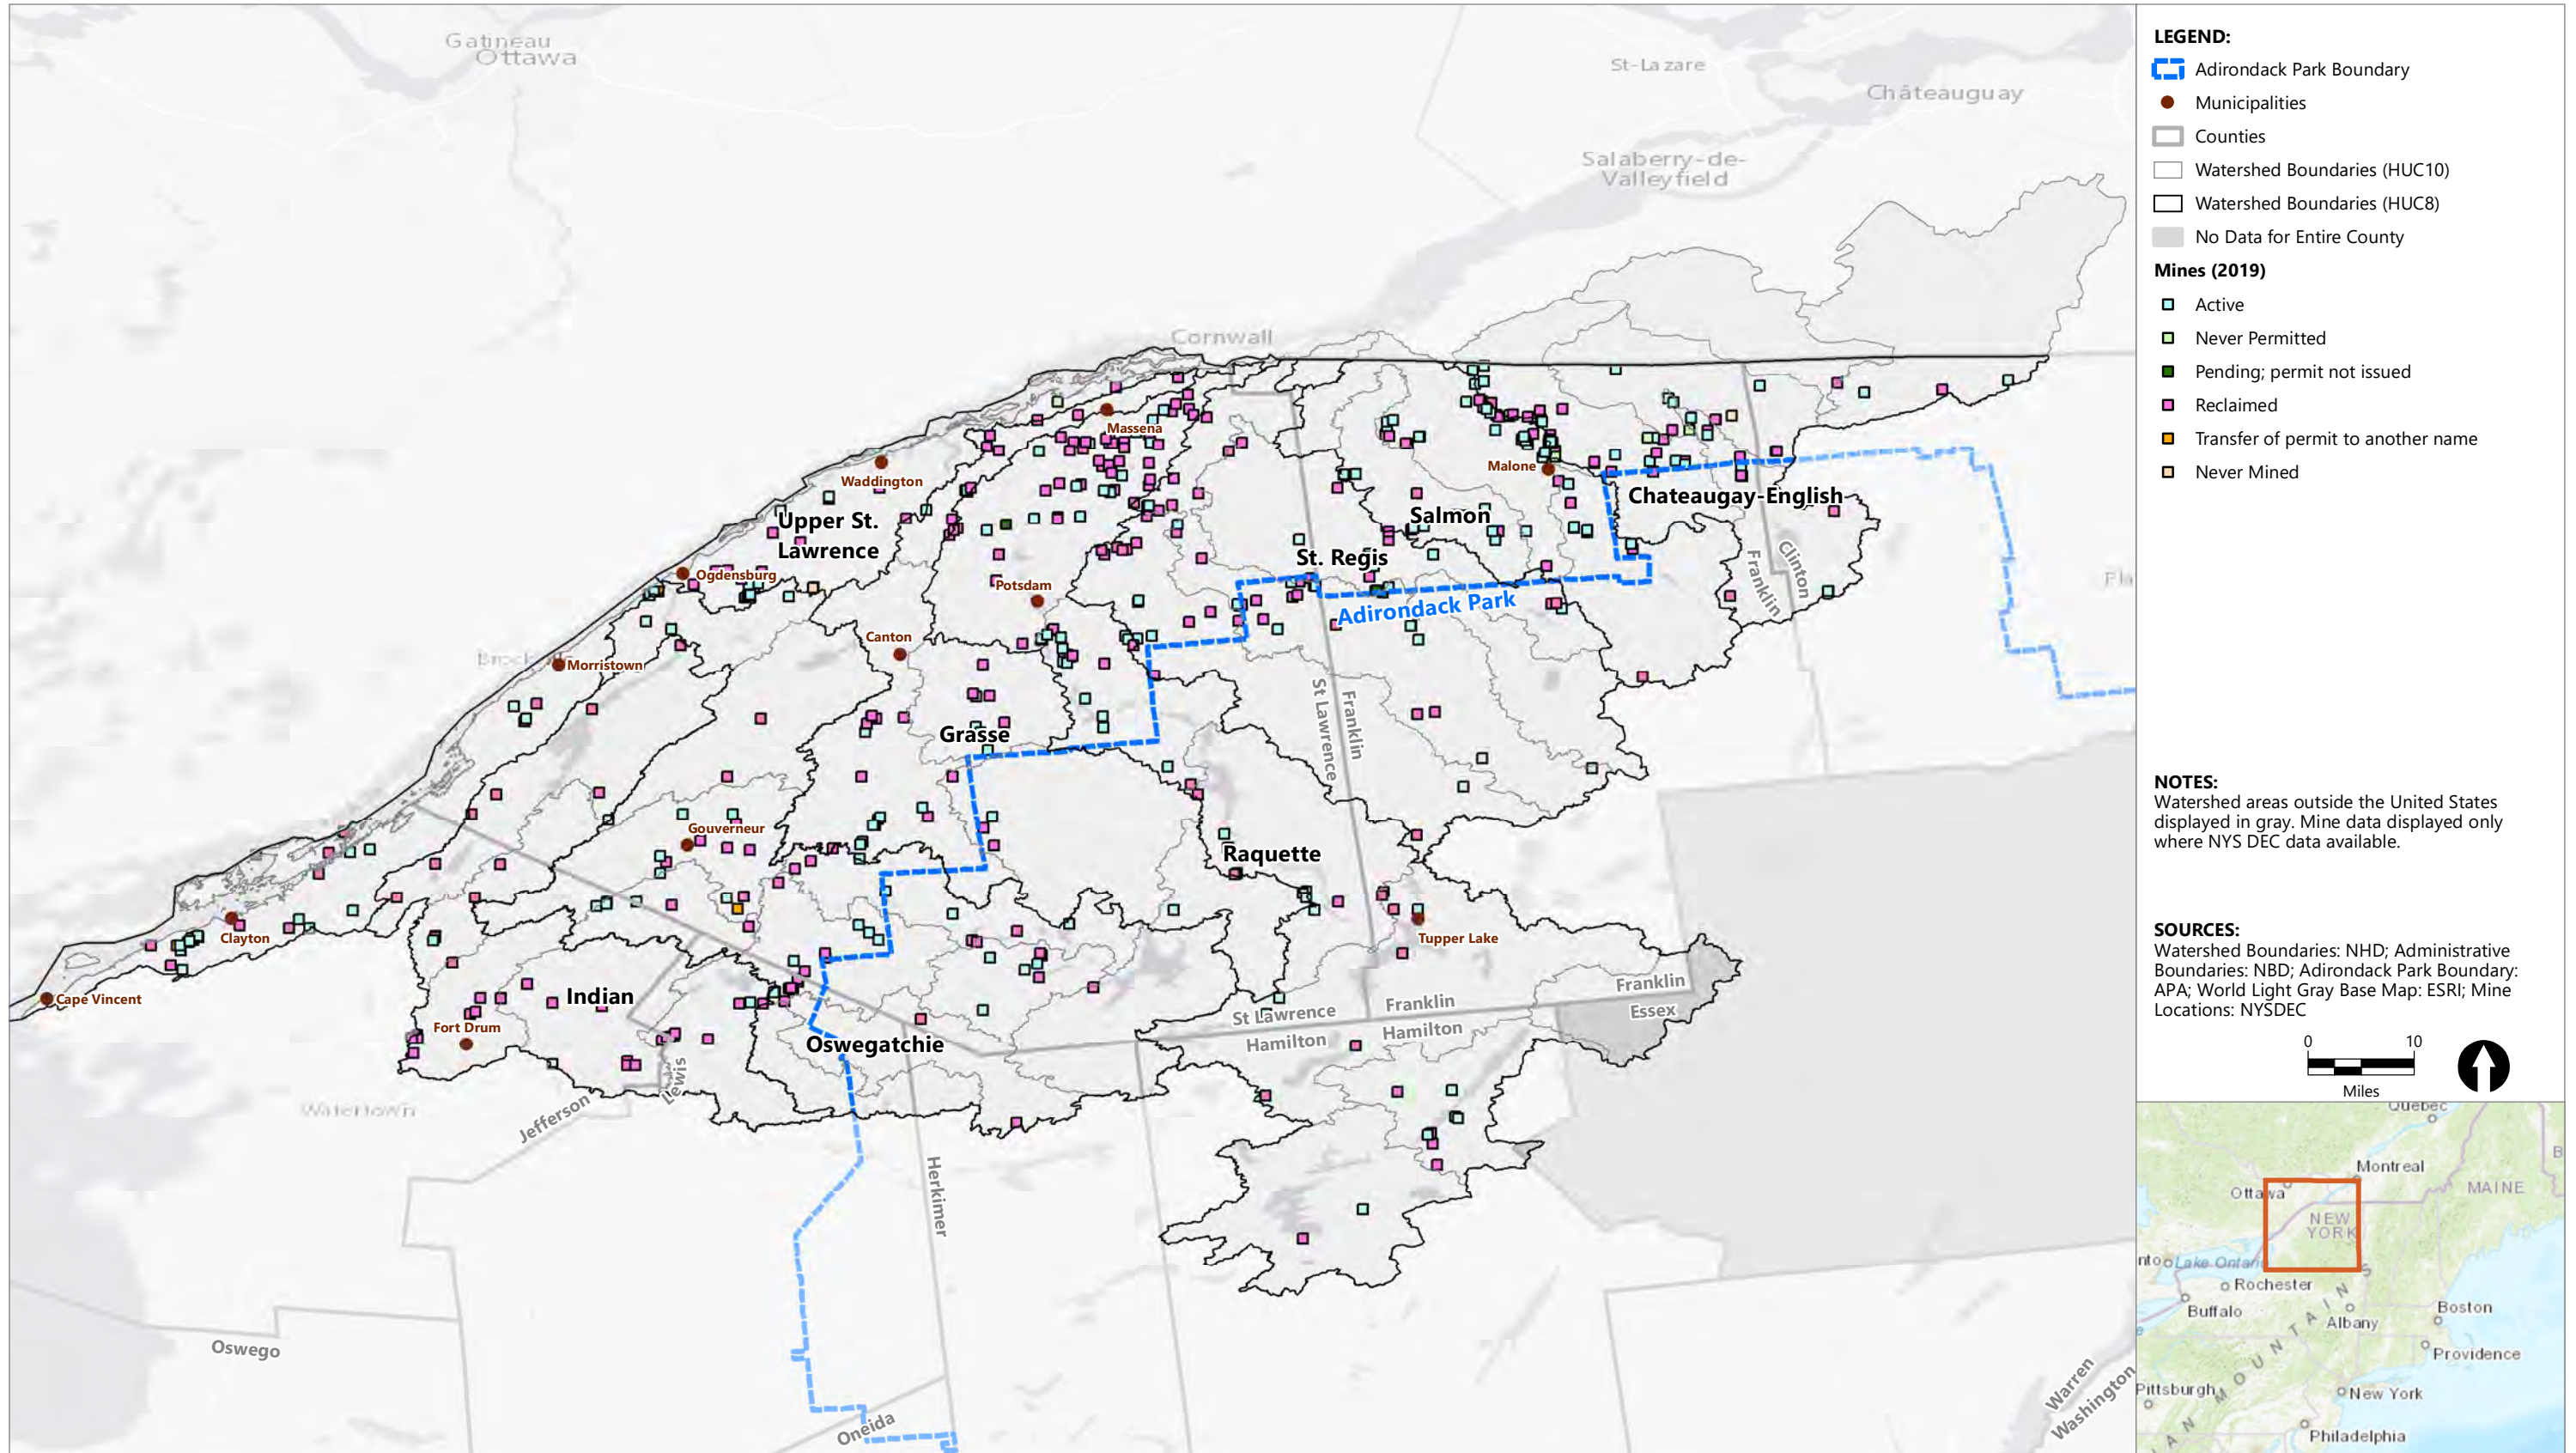 Gatineau
Ottawa
St-Lazare
Châteauguay
Salaberry-de-
Valleyfield
Cornwall
Massena
Waddington
Malone
Chateaugay-English
Upper St.
Lawrence
Salmon
St. Regis
Ogdensburg
Potsdam
Franklin
Clinton
Adirondack Park
Canton
Morristown
St Lawrence
Franklin
Grasse
Gouverneur
Raquette
Clayton
Tupper Lake
Cape Vincent
Indian
Fort Drum
Oswegatchie
St Lawrence
Franklin
Franklin
Hamilton
Hamilton
Essex
Lewis
Watertown
Jefferson
Herkimer
Oswego
Oneida
Warren
Washington
LEGEND:
Adirondack Park Boundary
Municipalities
Counties
Watershed Boundaries (HUC10)
Watershed Boundaries (HUC8)
No Data for Entire County
Mines (2019)
Active
Never Permitted
Pending; permit not issued
Reclaimed
Transfer of permit to another name
Never Mined
NOTES:
Watershed areas outside the United States
displayed in gray. Mine data displayed only
where NYS DEC data available.
SOURCES:
Watershed Boundaries: NHD; Administrative
Boundaries: NBD; Adirondack Park Boundary:
APA; World Light Gray Base Map: ESRI; Mine
Locations: NYSDEC
0 10
Miles
Quebec
Montreal
Ottawa
MAINE
NEW
YORK
Lake Ontari
Rochester
Buffalo
Albany
Boston
Providence
MOUNTAINS
Pittsburgh
New York
Philadelphia